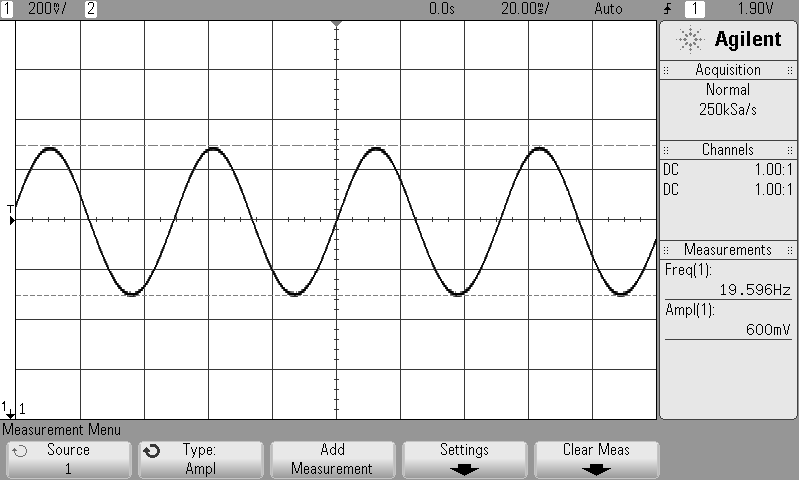 1 200mV/ 2 0.0s 20.00ms/ Auto 1 1.90V
Agilent
Acquisition
Normal
250kSa/s
Channels
DC 1.00:1
DC 1.00:1
Measurements
Freq(1):
19.596Hz
Ampl(1):
600mV
T
1 1
Measurement Menu
Source
1
Type:
Ampl
Add
Measurement
Settings
Clear Meas